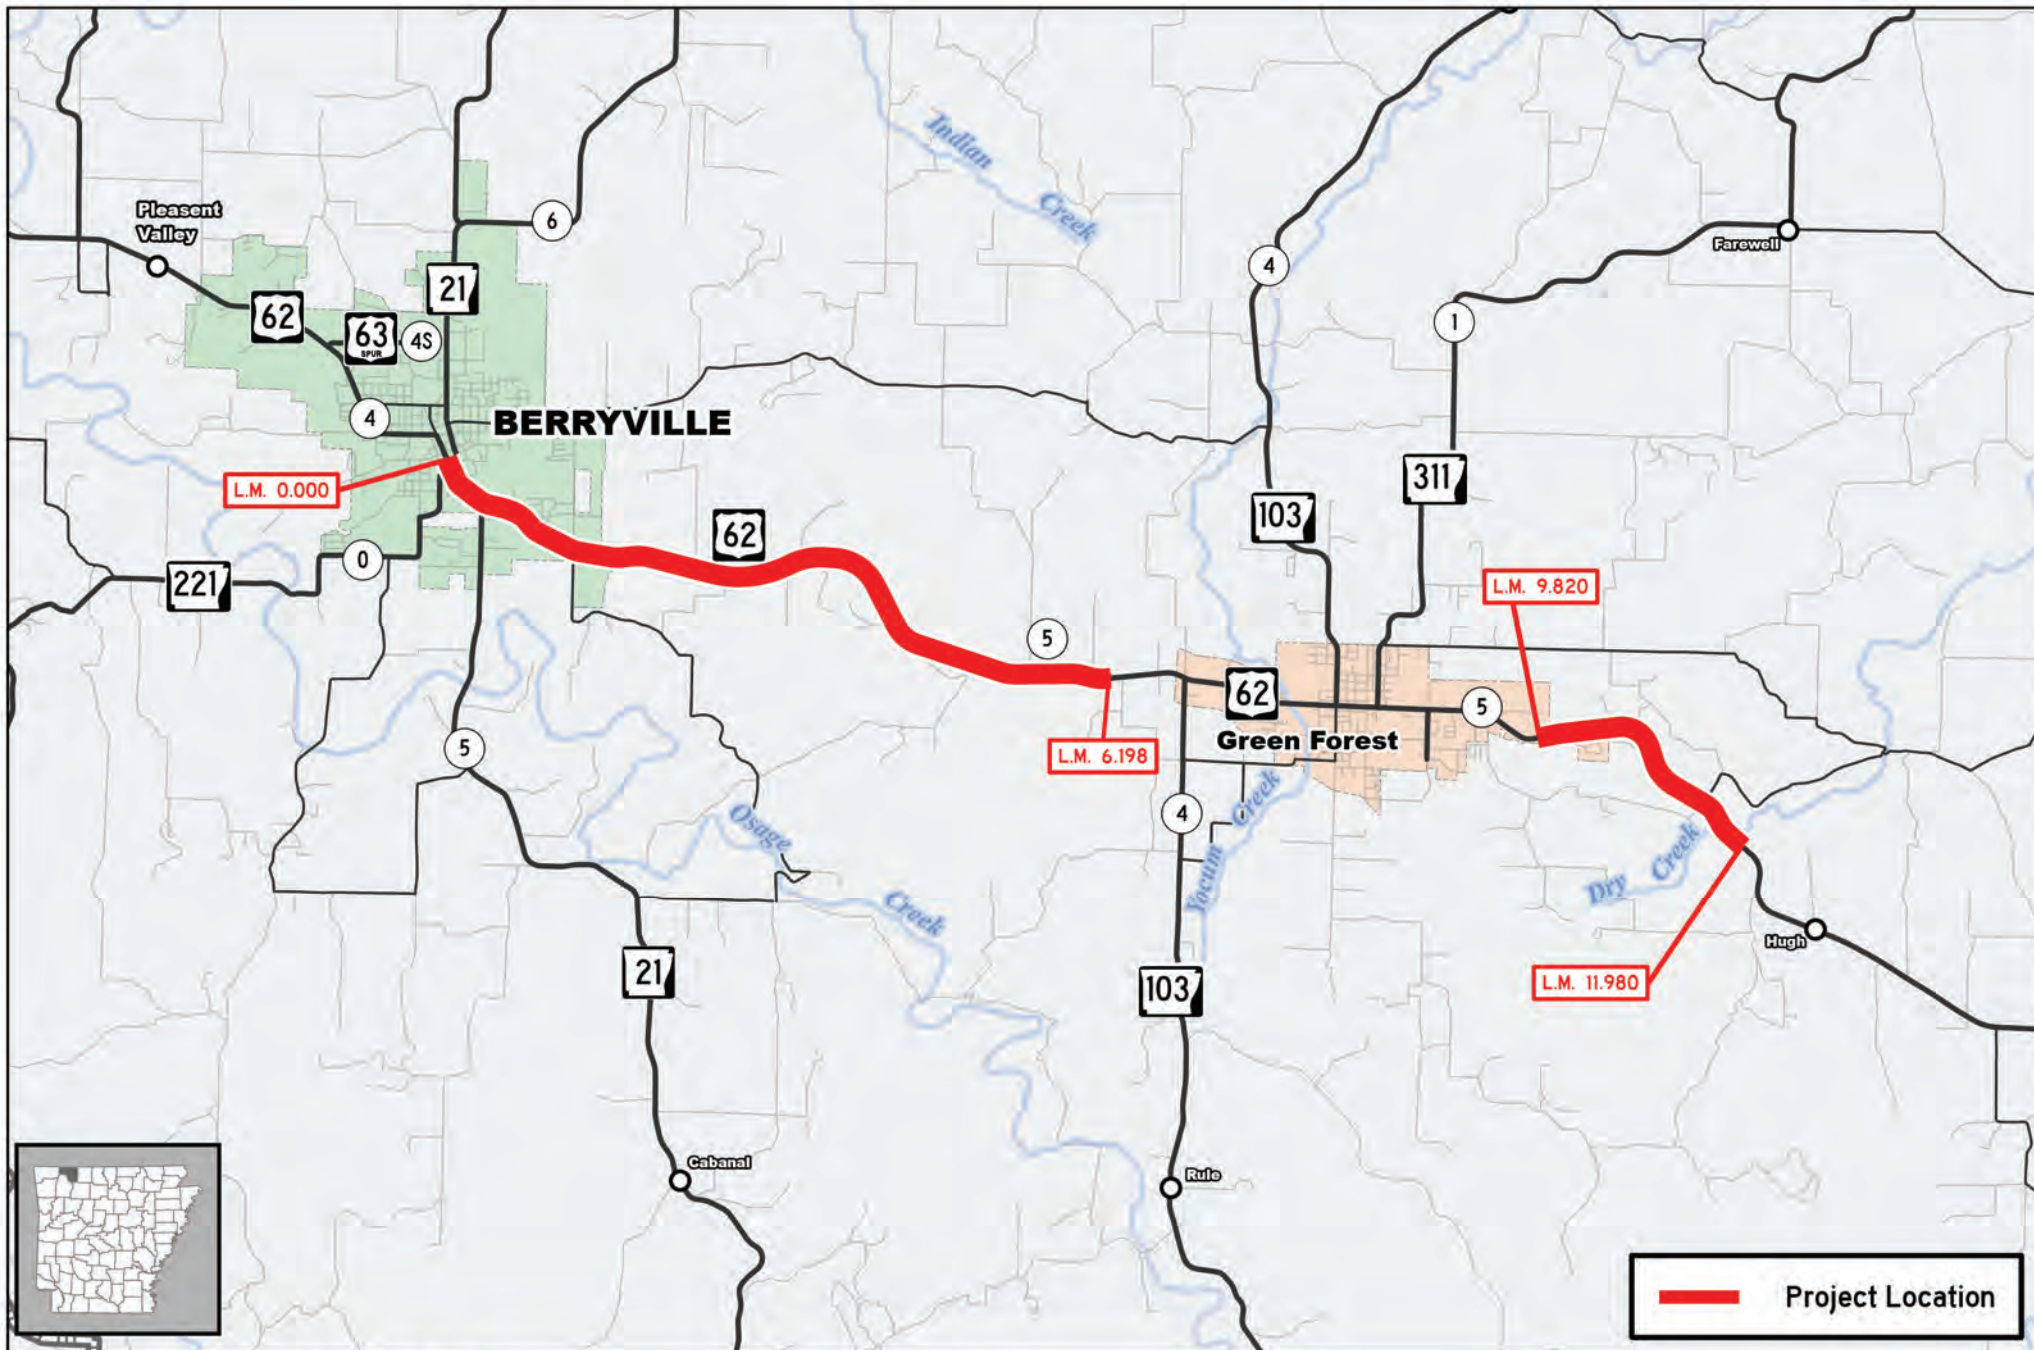 Pleasent
Valley
Indian
Creek
6
4
Farewell
21
62
63
SPUR
4S
1
4
BERRYVILLE
L.M. 0.000
311
103
62
0
221
L.M. 9.820
5
62
5
Green Forest
5
L.M. 6.198
4
Osage
Creek
Yocum
Creek
Dry
Creek
Hugh
21
103
L.M. 11.980
Cabanal
Rule
Project Location